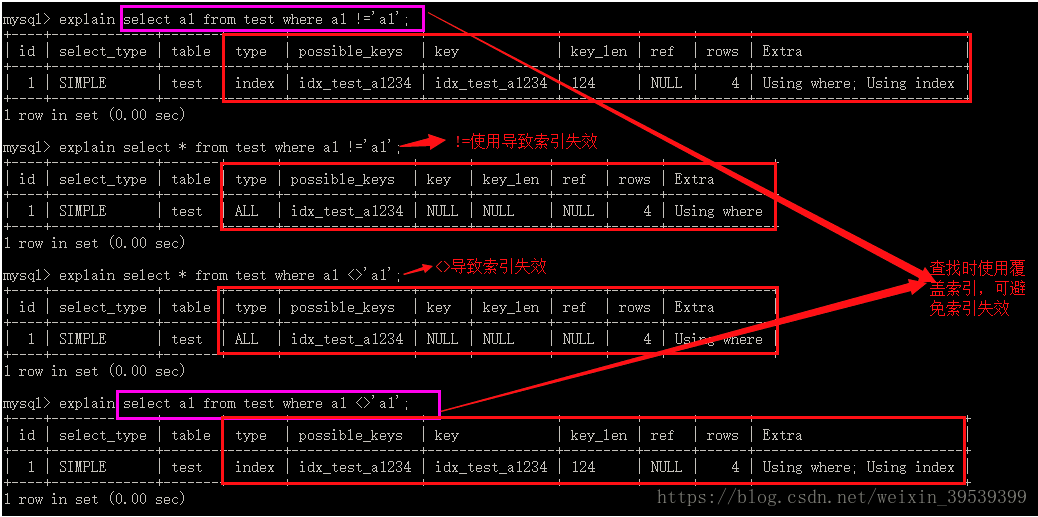 mysql> explain select a1 from test where a1 !='a1';
| id | select_type | table | type | possible_keys | key | key_len | ref | rows | Extra |
| 1 | SIMPLE | test | index | idx_test_a1234 | idx_test_a1234 | 124 | NULL | 4 | Using where; Using index
1 row in set (0.00 sec)
mysql> explain select * from test where a1 !='a1';
!=使用导致索引失效
| id | select_type | table | type | possible_keys | key | key_len | ref | rows | Extra |
| 1 | SIMPLE | test | ALL | idx_test_a1234 | NULL | NULL | NULL | 4 | Using where
1 row in set (0.00 sec)
mysql> explain select * from test where a1 <>'a1';
<>导致索引失效
查找时使用覆
盖索引，可避
免索引失效
| id | select_type | table | type | possible_keys | key | key_len | ref | rows | Extra |
| 1 | SIMPLE | test | ALL | idx_test_a1234 | NULL | NULL | NULL | 4 | Using where
1 row in set (0.00 sec)
mysql> explain select a1 from test where a1 <>'a1';
| id | select_type | table | type | possible_keys | key | key_len | ref | rows | Extra |
| 1 | SIMPLE | test | index | idx_test_a1234 | idx_test_a1234 | 124 | NULL | 4 | Using where; Using index
1 row in set (0.00 sec)
https://blog.csdn.net/weixin_39539399